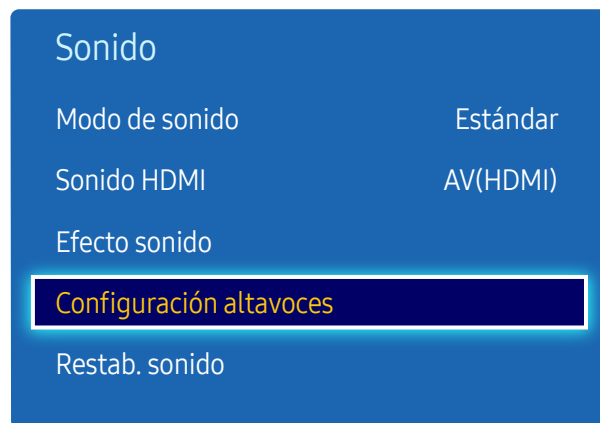 Sonido
Modo de sonido Estándar
Sonido HDMI AV(HDMI)
Efecto sonido
Configuración altavoces
Restab. sonido